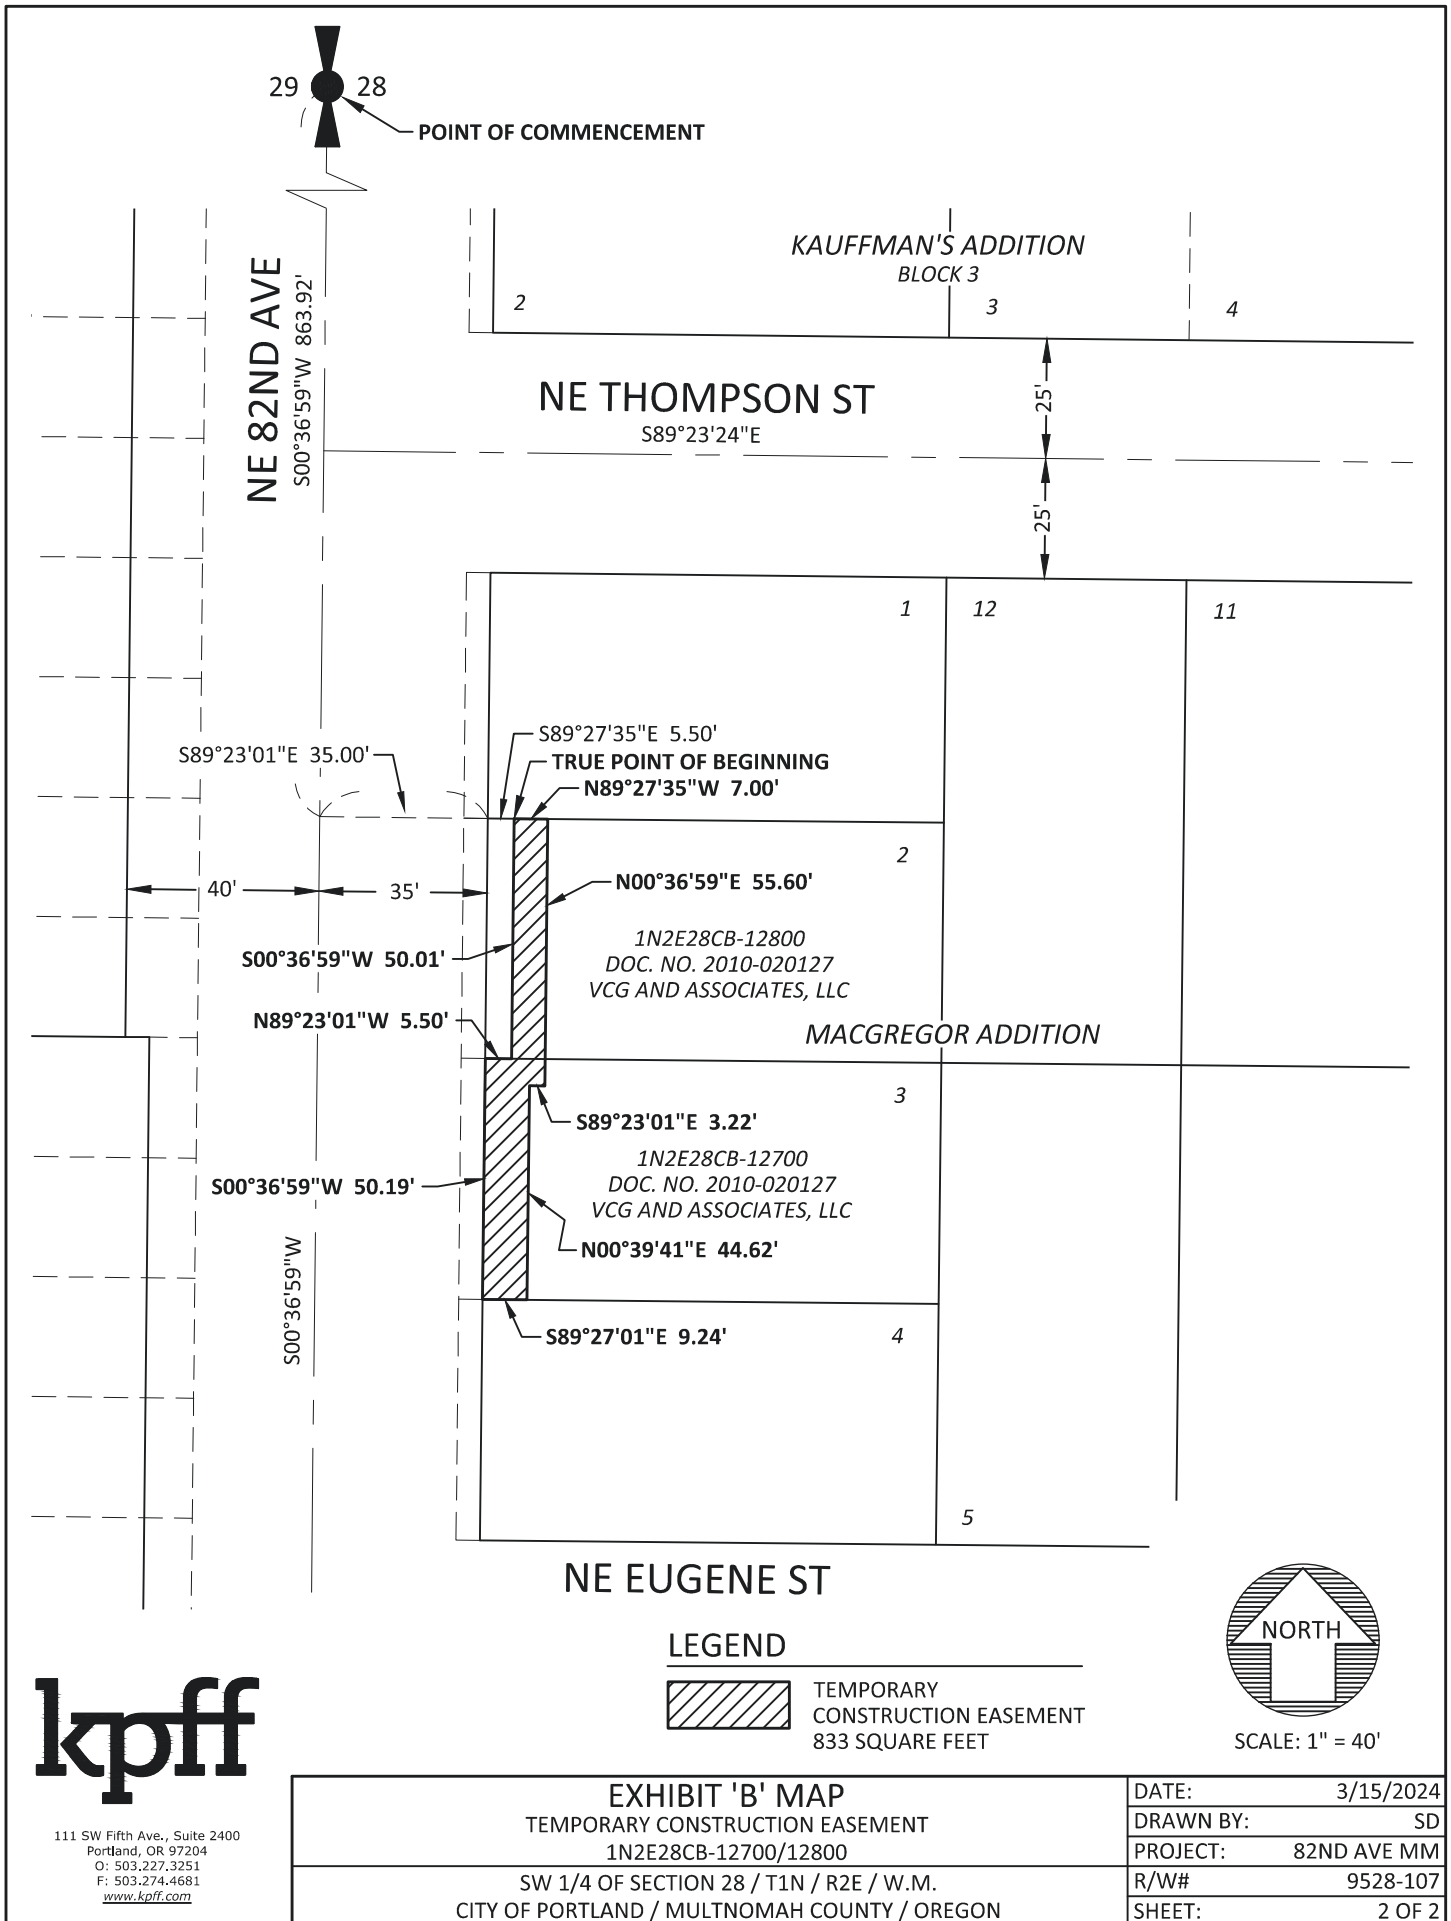 29 28
POINT OF COMMENCEMENT
KAUFFMAN'S ADDITION
BLOCK 3
2
3
4
NE 82ND AVE
S00°36'59"W 863.92'
NE THOMPSON ST
S89°23'24"E
25'
25'
1
12
11
S89°27'35"E 5.50'
S89°23'01"E 35.00'
TRUE POINT OF BEGINNING
N89°27'35"W 7.00'
2
40'
35'
N00°36'59"E 55.60'
1N2E28CB-12800
DOC. NO. 2010-020127
VCG AND ASSOCIATES, LLC
S00°36'59"W 50.01'
N89°23'01"W 5.50'
MACGREGOR ADDITION
3
S89°23'01"E 3.22'
1N2E28CB-12700
DOC. NO. 2010-020127
VCG AND ASSOCIATES, LLC
S00°36'59"W 50.19'
N00°39'41"E 44.62'
S00°36'59"W
S89°27'01"E 9.24'
4
5
NE EUGENE ST
LEGEND
TEMPORARY
CONSTRUCTION EASEMENT
833 SQUARE FEET
NORTH
SCALE: 1" = 40'
kpff
111 SW Fifth Ave., Suite 2400
Portland, OR 97204
O: 503.227.3251
F: 503.274.4681
www.kpff.com
EXHIBIT 'B' MAP
TEMPORARY CONSTRUCTION EASEMENT
1N2E28CB-12700/12800
SW 1/4 OF SECTION 28 / T1N / R2E / W.M.
CITY OF PORTLAND / MULTNOMAH COUNTY / OREGON
DATE: 3/15/2024
DRAWN BY: SD
PROJECT: 82ND AVE MM
R/W# 9528-107
SHEET: 2 OF 2